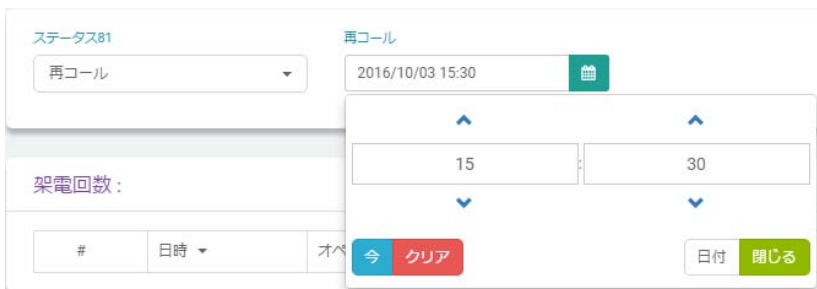 ステータス81
再コール
再コール
2016/10/03 15:30
15 : 30
架電回数 :
# 日時 オペ
今 クリア 日付 閉じる